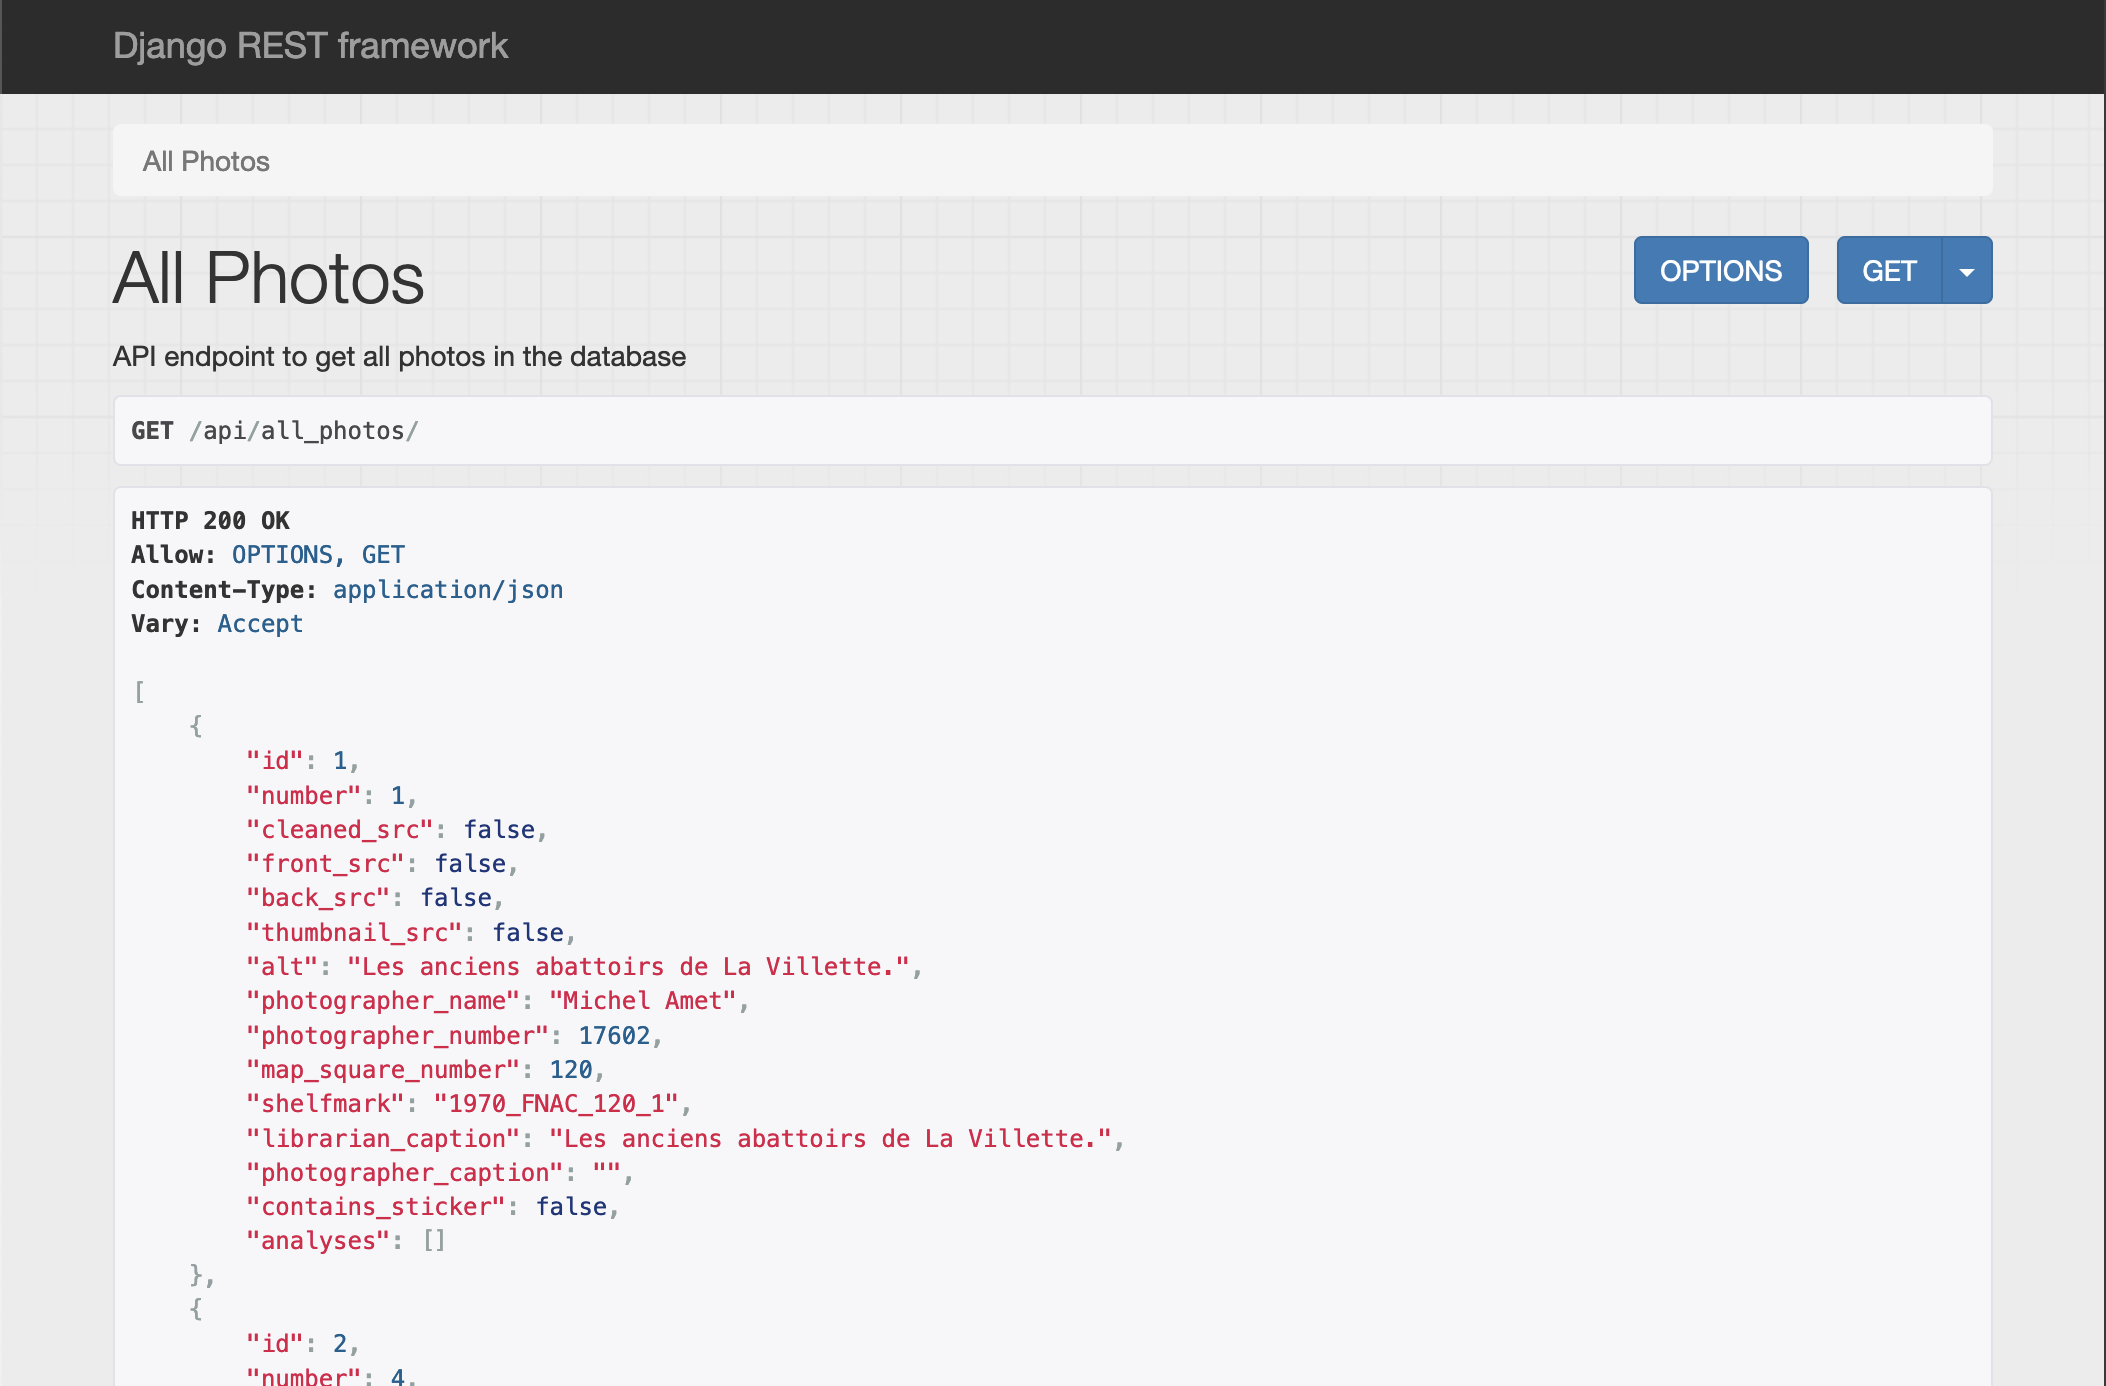 Django REST framework
All Photos
All Photos
OPTIONS
GET
API endpoint to get all photos in the database
GET /api/all_photos/
HTTP 200 OK
Allow: OPTIONS, GET
Content-Type: application/json
Vary: Accept
[
    {
        "id": 1,
        "number": 1,
        "cleaned_src": false,
        "front_src": false,
        "back_src": false,
        "thumbnail_src": false,
        "alt": "Les anciens abattoirs de La Villette.",
        "photographer_name": "Michel Amet",
        "photographer_number": 17602,
        "map_square_number": 120,
        "shelfmark": "1970_FNAC_120_1",
        "librarian_caption": "Les anciens abattoirs de La Villette.",
        "photographer_caption": "",
        "contains_sticker": false,
        "analyses": []
    },
    {
        "id": 2,
        "number": 4,